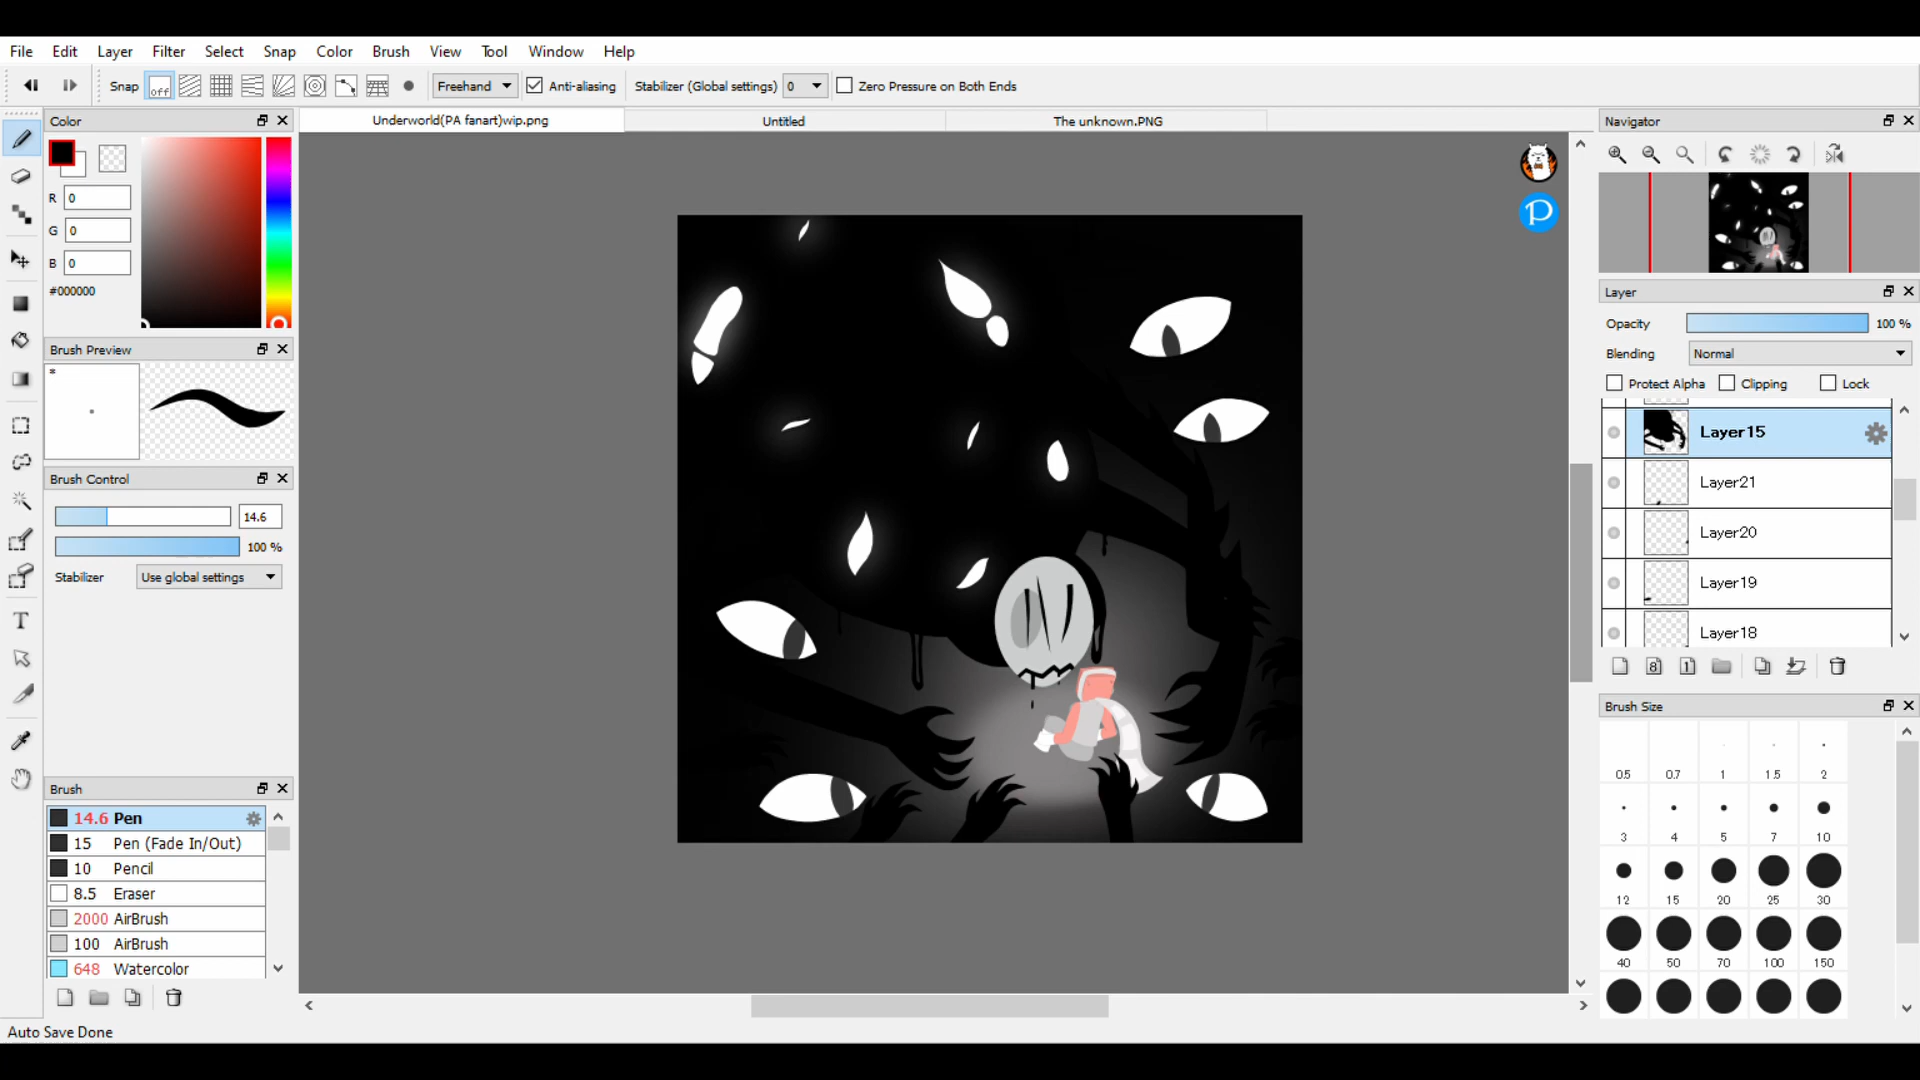 File Edit Layer Filter Select Snap Color Brush View Tool Window Help
Snap off Freehand Anti-aliasing Stabilizer (Global settings) 0 Zero Pressure on Both Ends
Color
Underworld(PA fanart)wip.png
Untitled
The unknown.PNG
Navigator
R 0
G 0
B 0
#000000
Brush Preview
*
Brush Control
14.6
100 %
Stabilizer Use global settings
Brush
14.6 Pen
15 Pen (Fade In/Out)
10 Pencil
8.5 Eraser
2000 AirBrush
100 AirBrush
648 Watercolor
Auto Save Done
P
Layer
Opacity 100 %
Blending Normal
Protect Alpha Clipping Lock
Layer15
Layer21
Layer20
Layer19
Layer18
8 1
Brush Size
0.5 0.7 1 1.5 2
3 4 5 7 10
12 15 20 25 30
40 50 70 100 150
T